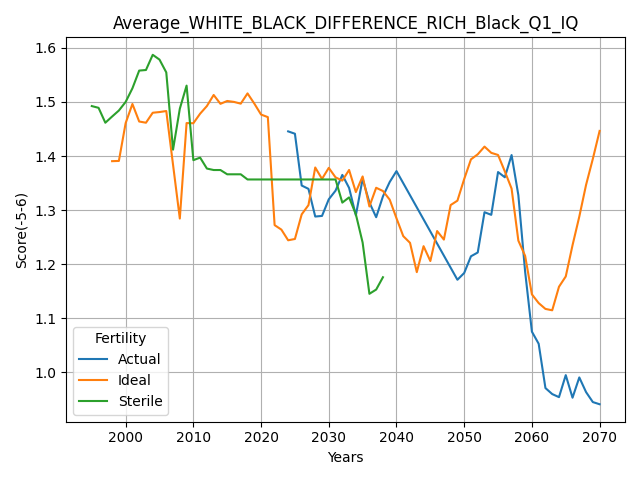 Average_WHITE_BLACK_DIFFERENCE_RICH_Black_Q1_IQ
Score(-5-6)
1.6
1.5
1.4
1.3
1.2
1.1
1.0
Fertility
Actual
Ideal
Sterile
2000 2010 2020 2030 2040 2050 2060 2070
Years